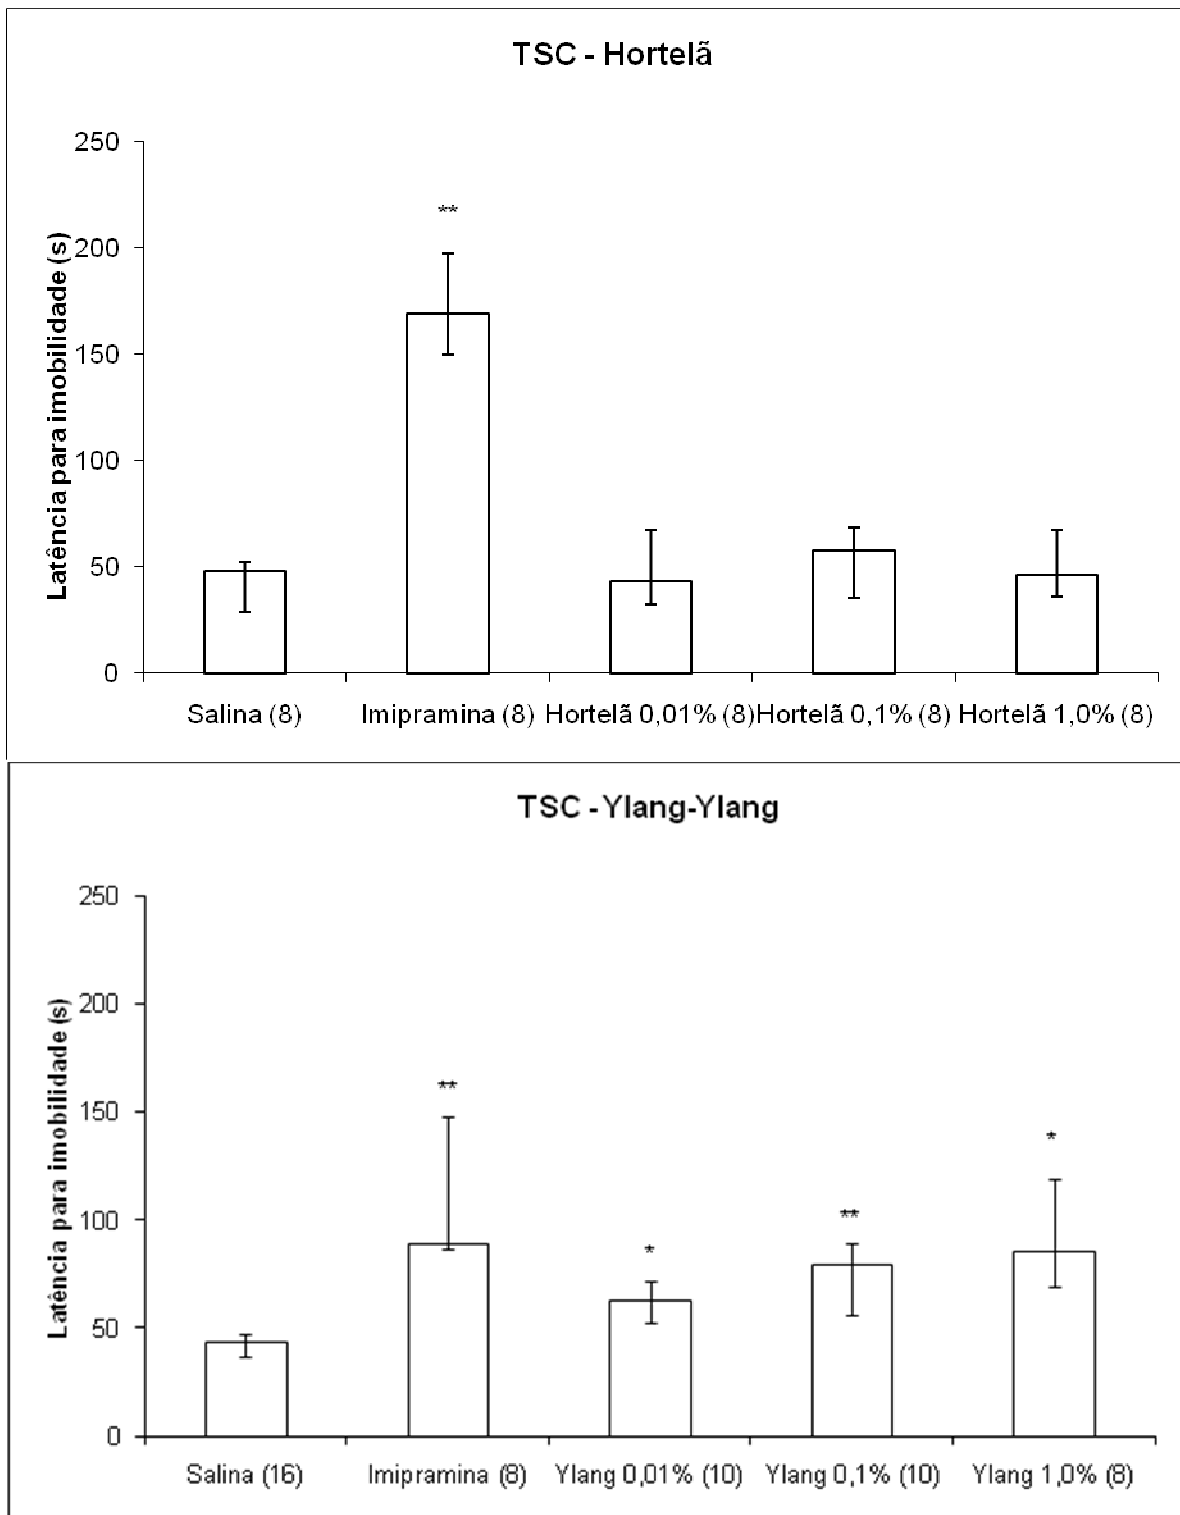 TSC - Hortelã
Latência para imobilidade (s)
250
200
150
100
50
0
**
Salina (8) Imipramina (8) Hortelã 0,01% (8) Hortelã 0,1% (8) Hortelã 1,0% (8)
TSC - Ylang-Ylang
Latência para imobilidade (s)
250
200
150
100
50
0
** * ** *
Salina (16) Imipramina (8) Ylang 0,01% (10) Ylang 0,1% (10) Ylang 1,0% (8)